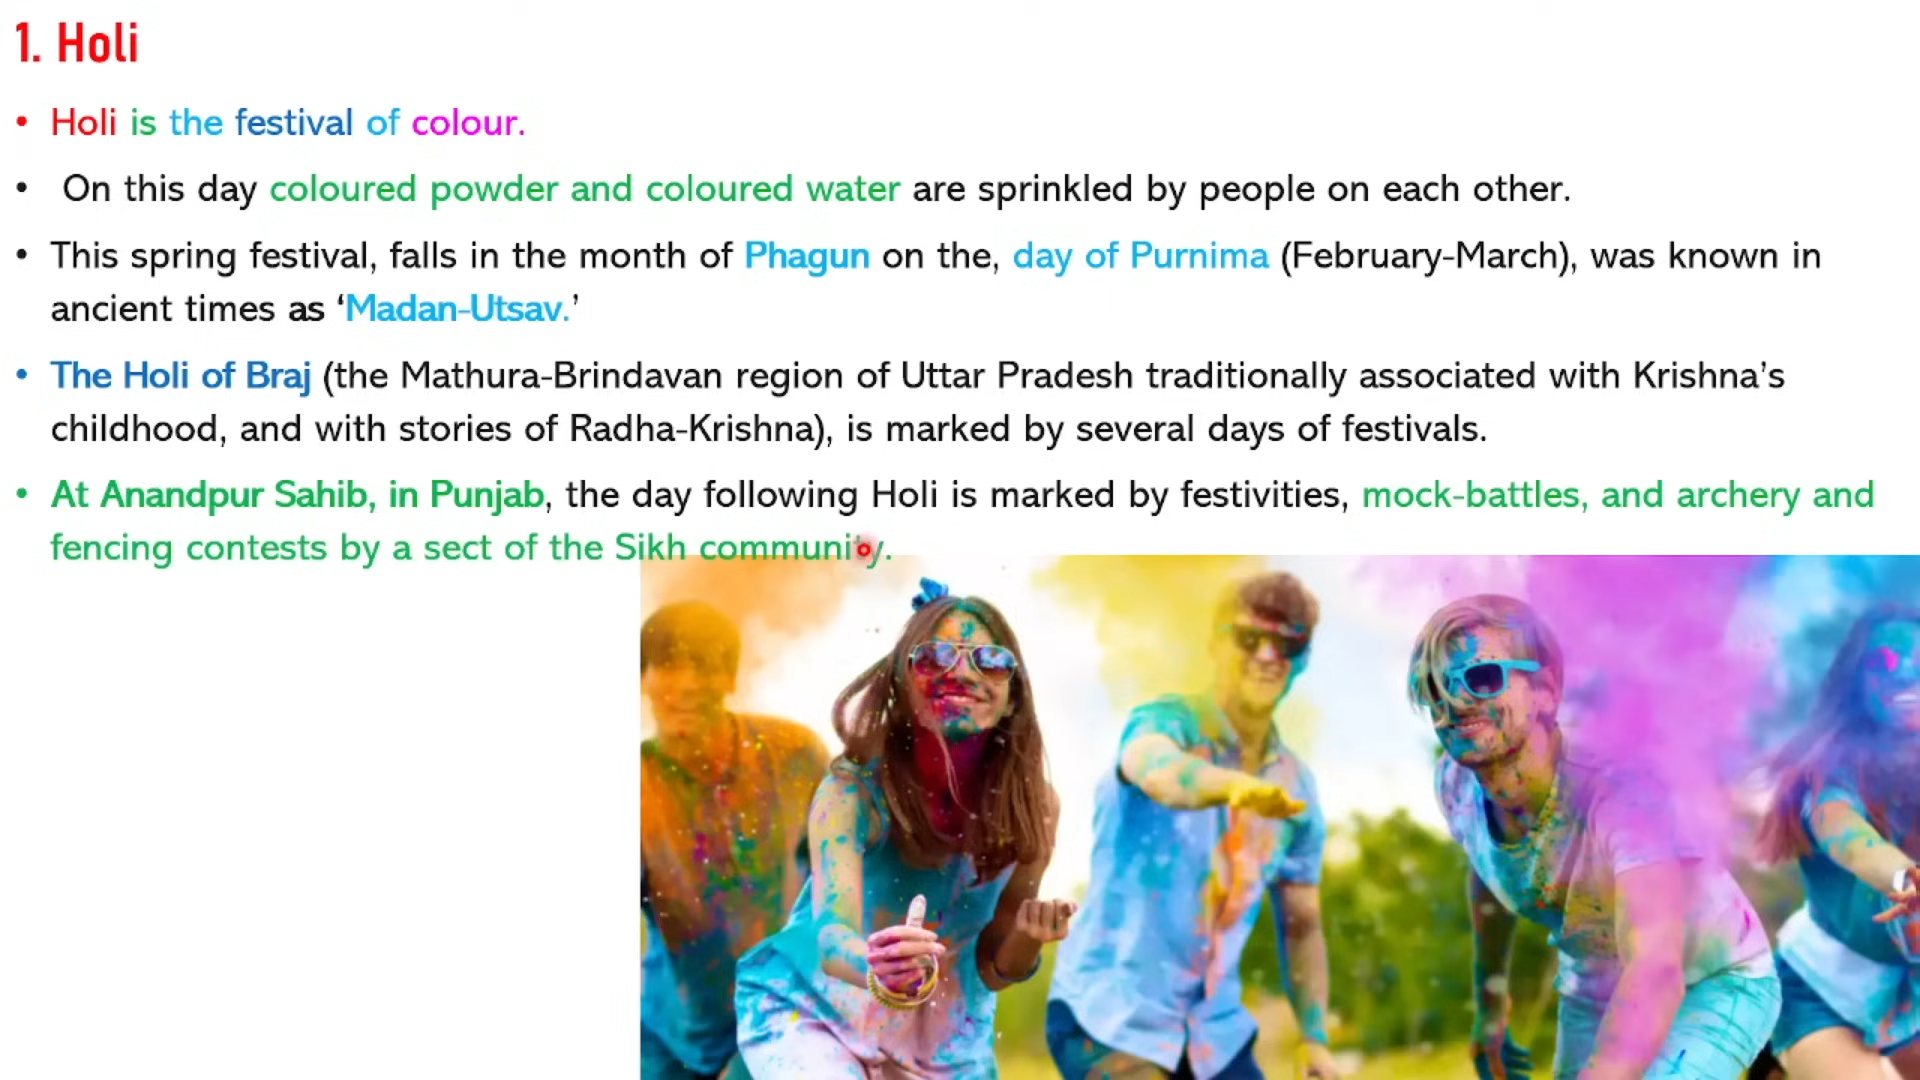 1. Holi
• Holi is the festival of colour.
• On this day coloured powder and coloured water are sprinkled by people on each other.
• This spring festival, falls in the month of Phagun on the, day of Purnima (February-March), was known in
ancient times as ‘Madan-Utsav.’
• The Holi of Braj (the Mathura-Brindavan region of Uttar Pradesh traditionally associated with Krishna’s
childhood, and with stories of Radha-Krishna), is marked by several days of festivals.
• At Anandpur Sahib, in Punjab, the day following Holi is marked by festivities, mock-battles, and archery and
fencing contests by a sect of the Sikh community.